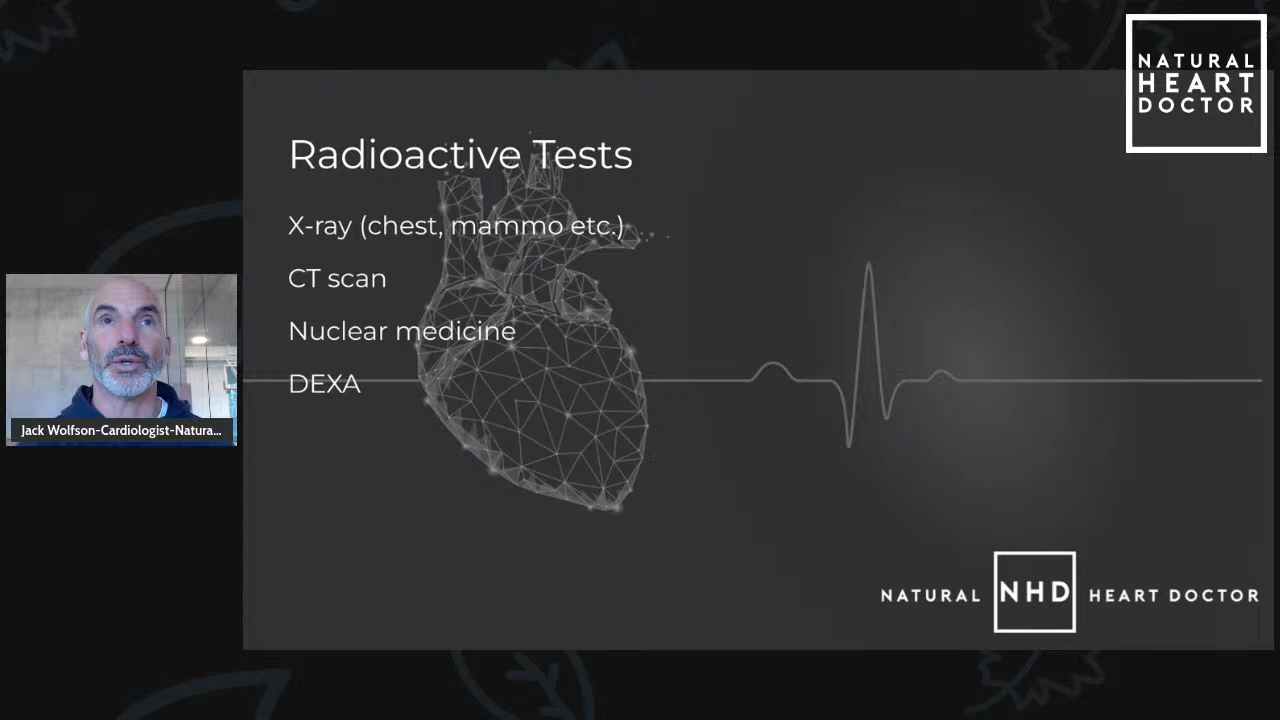 NATURAL
HEART
DOCTOR
Radioactive Tests
X-ray (chest, mammo etc.)
CT scan
Nuclear medicine
DEXA
Jack Wolfson-Cardiologist-Natura...
NATURAL NHD HEART DOCTOR